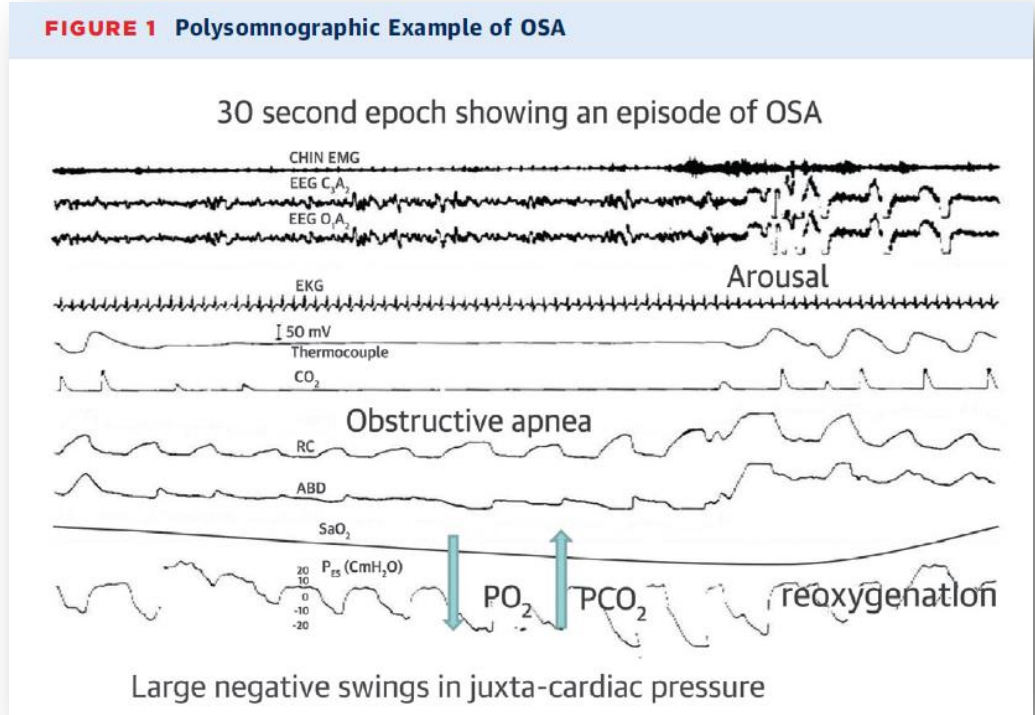 FIGURE 1 Polysomnographic Example of OSA
30 second epoch showing an episode of OSA
CHIN EMG
EEG C₃A₂
EEG O₁A₂
Arousal
EKG
50 mV
Thermocouple
CO₂
Obstructive apnea
RC
ABD
SaO₂
P_ES (CmH₂O)
20
10
0
-10
-20
PO₂
PCO₂
reoxygenation
Large negative swings in juxta-cardiac pressure